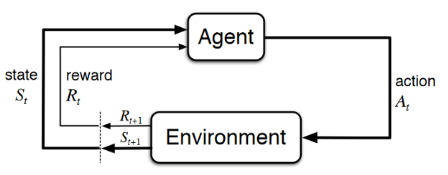 Agent
state
S_t
reward
R_t
action
A_t
R_{t+1}
S_{t+1}
Environment